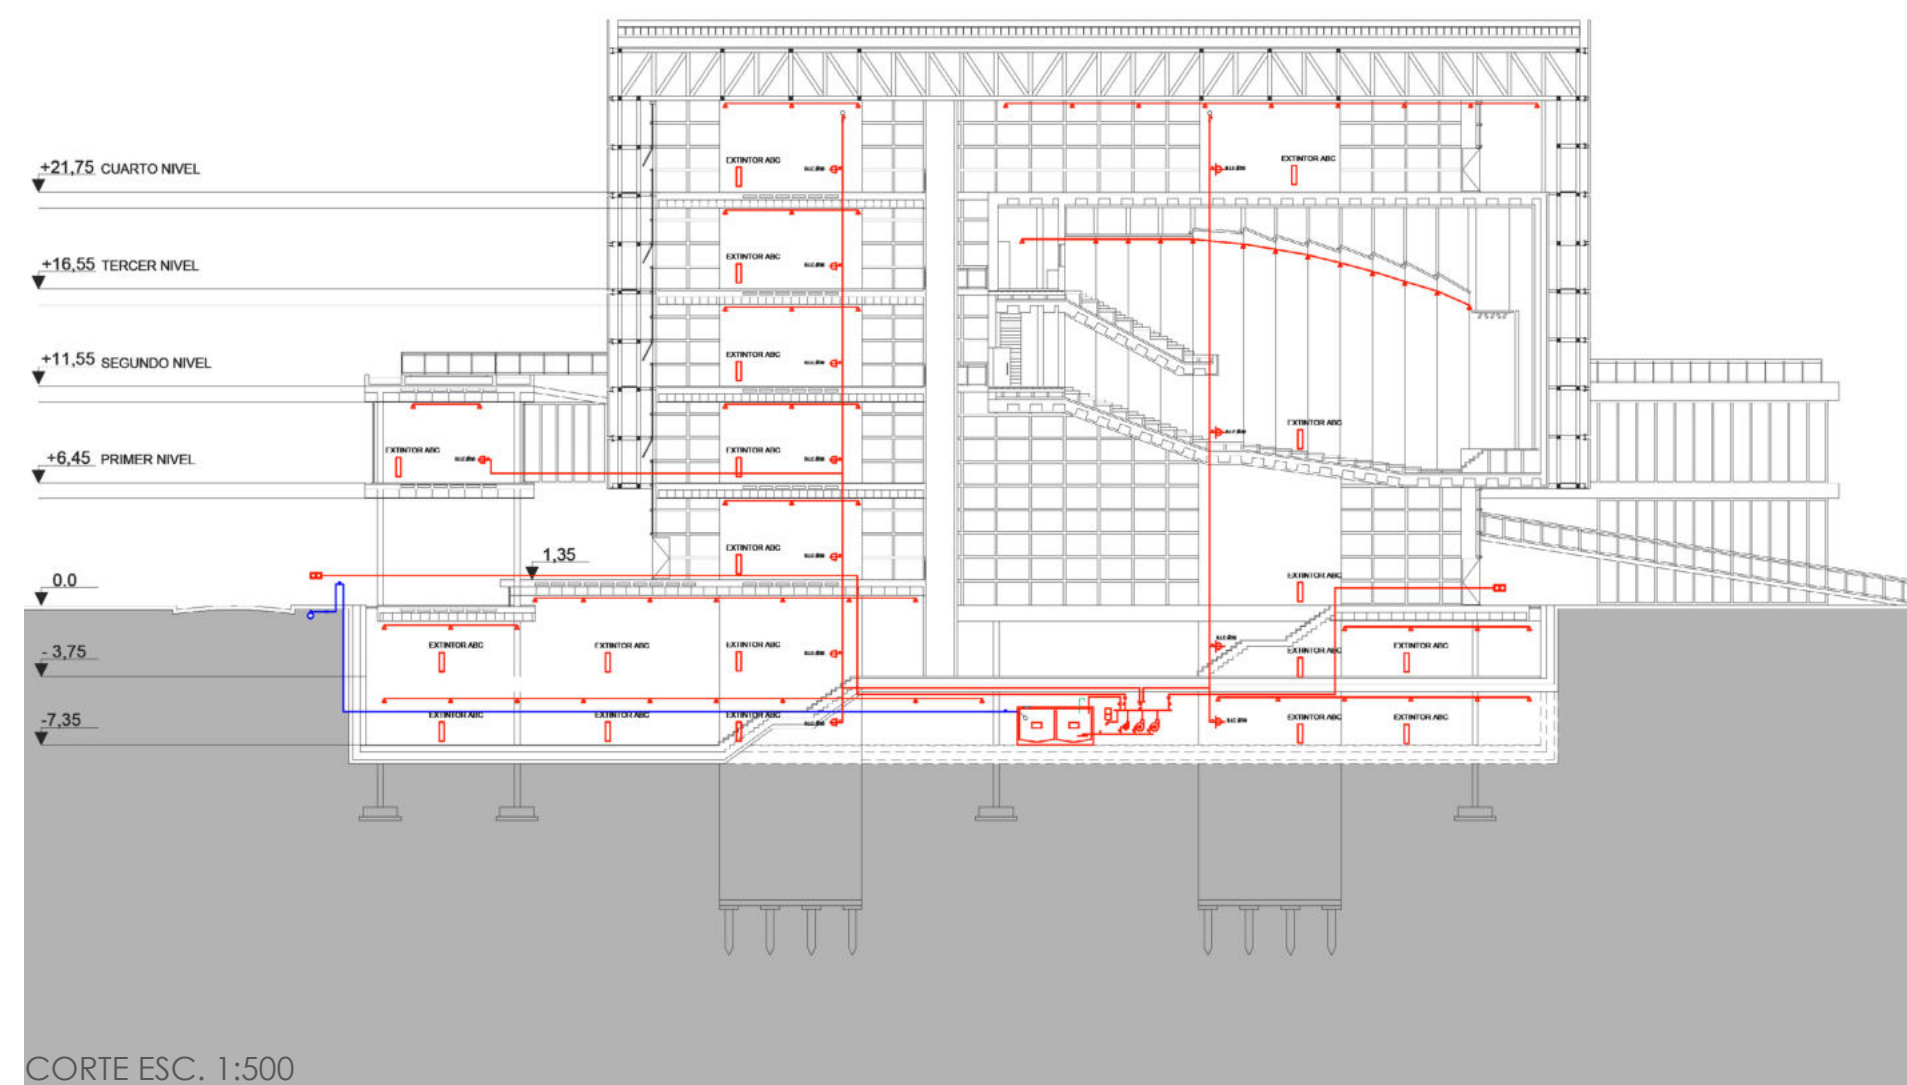 +21,75 CUARTO NIVEL
EXTINTOR ABC
EXTINTOR ABC
+16,55 TERCER NIVEL
EXTINTOR ABC
+11,55 SEGUNDO NIVEL
EXTINTOR ABC
EXTINTOR ABC
+6,45 PRIMER NIVEL
EXTINTOR ABC
EXTINTOR ABC
1,35
EXTINTOR ABC
0.0
EXTINTOR ABC
- 3,75
EXTINTOR ABC
EXTINTOR ABC
EXTINTOR ABC
EXTINTOR ABC
EXTINTOR ABC
-7,35
EXTINTOR ABC
EXTINTOR ABC
EXTINTOR ABC
EXTINTOR ABC
EXTINTOR ABC
CORTE ESC. 1:500